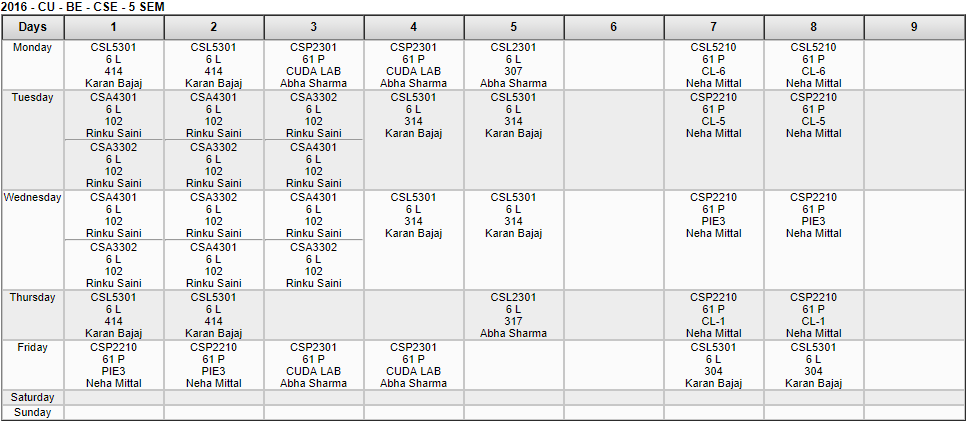 2016 - CU - BE - CSE - 5 SEM
Days 1 2 3 4 5 6 7 8 9
Monday CSL5301 CSL5301 CSP2301 CSP2301 CSL2301 CSL5210 CSL5210
6 L 6 L 61 P 61 P 6 L 61 P 61 P
414 414 CUDA LAB CUDA LAB 307 CL-6 CL-6
Karan Bajaj Karan Bajaj Abha Sharma Abha Sharma Abha Sharma Neha Mittal Neha Mittal
Tuesday CSA4301 CSA4301 CSA3302 CSL5301 CSL5301 CSP2210 CSP2210
6 L 6 L 6 L 6 L 6 L 61 P 61 P
102 102 102 314 314 CL-5 CL-5
Rinku Saini Rinku Saini Rinku Saini Karan Bajaj Karan Bajaj Neha Mittal Neha Mittal
CSA3302 CSA3302 CSA4301
6 L 6 L 6 L
102 102 102
Rinku Saini Rinku Saini Rinku Saini
Wednesday CSA4301 CSA3302 CSA4301 CSL5301 CSL5301 CSP2210 CSP2210
6 L 6 L 6 L 6 L 6 L 61 P 61 P
102 102 102 314 314 PIE3 PIE3
Rinku Saini Rinku Saini Rinku Saini Karan Bajaj Karan Bajaj Neha Mittal Neha Mittal
CSA3302 CSA4301 CSA3302
6 L 6 L 6 L
102 102 102
Rinku Saini Rinku Saini Rinku Saini
Thursday CSL5301 CSL5301 CSL2301 CSP2210 CSP2210
6 L 6 L 6 L 61 P 61 P
414 414 317 CL-1 CL-1
Karan Bajaj Karan Bajaj Abha Sharma Neha Mittal Neha Mittal
Friday CSP2210 CSP2210 CSP2301 CSP2301 CSL5301 CSL5301
61 P 61 P 61 P 61 P 6 L 6 L
PIE3 PIE3 CUDA LAB CUDA LAB 304 304
Neha Mittal Neha Mittal Abha Sharma Abha Sharma Karan Bajaj Karan Bajaj
Saturday
Sunday